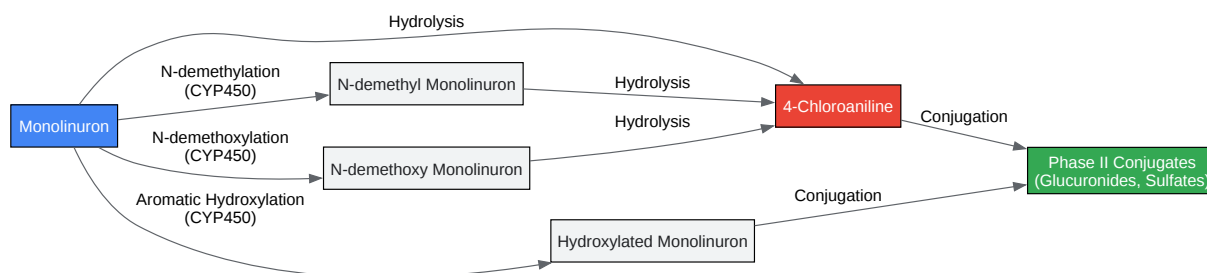 Hydrolysis
N-demethylation
(CYP450)
N-demethyl Monolinuron
Hydrolysis
4-Chloroaniline
Conjugation
Monolinuron
N-demethoxylation
(CYP450)
Hydrolysis
N-demethoxy Monolinuron
Phase II Conjugates
(Glucuronides, Sulfates)
Aromatic Hydroxylation
(CYP450)
Conjugation
Hydroxylated Monolinuron